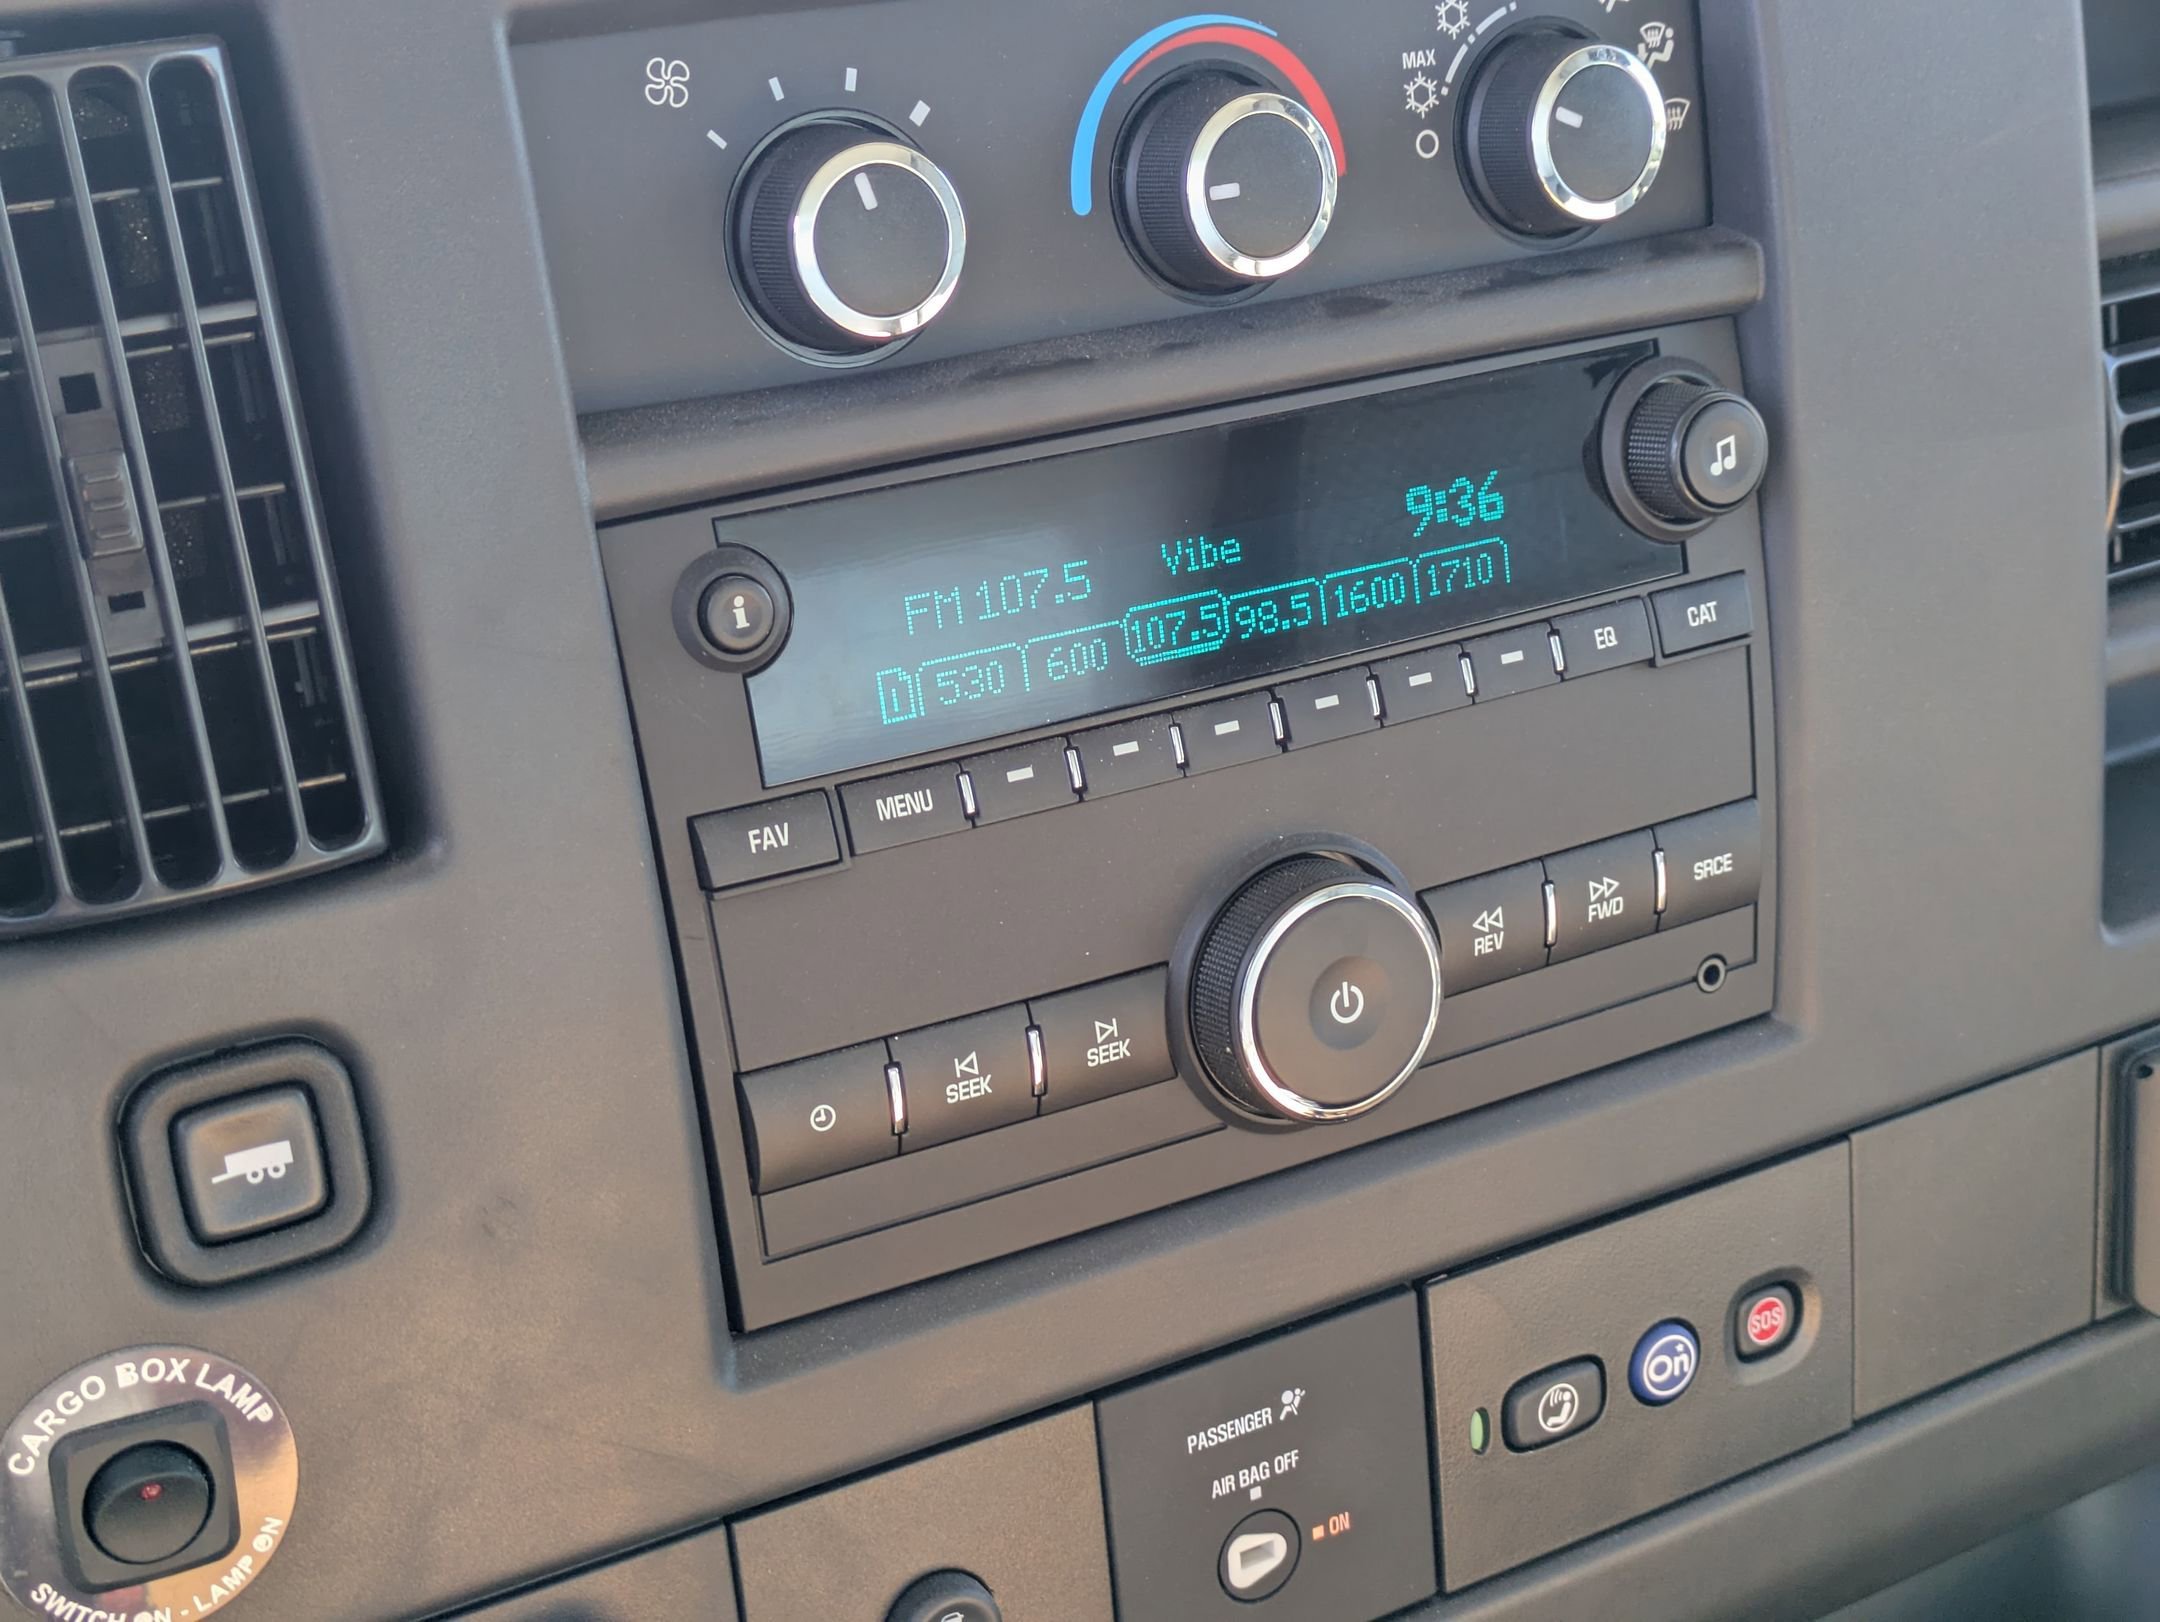 MAX
9:36
Vibe
FM 107.5
1 530 600 107.5 98.5 1600 1710
i
FAV
MENU
EQ
CAT
SEEK
SEEK
REV
FWD
SRCE
CARGO BOX LAMP
SWITCH ON - LAMP ON
PASSENGER
AIR BAG OFF
ON
On
SOS